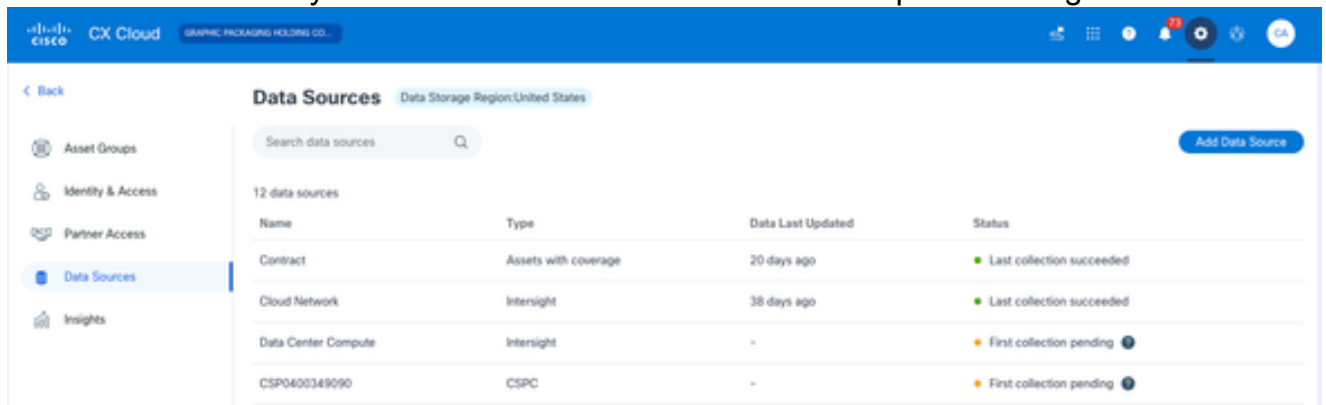 cisco CX Cloud GRAPHIC PACKAGING HOLDING CO... 73 CA
< Back
Data Sources Data Storage Region:United States
Search data sources
Add Data Source
Asset Groups
Identity & Access
Partner Access
Data Sources
Insights
12 data sources
Name Type Data Last Updated Status
Contract Assets with coverage 20 days ago Last collection succeeded
Cloud Network Intersight 38 days ago Last collection succeeded
Data Center Compute Intersight - First collection pending ?
CSP0400349090 CSPC - First collection pending ?